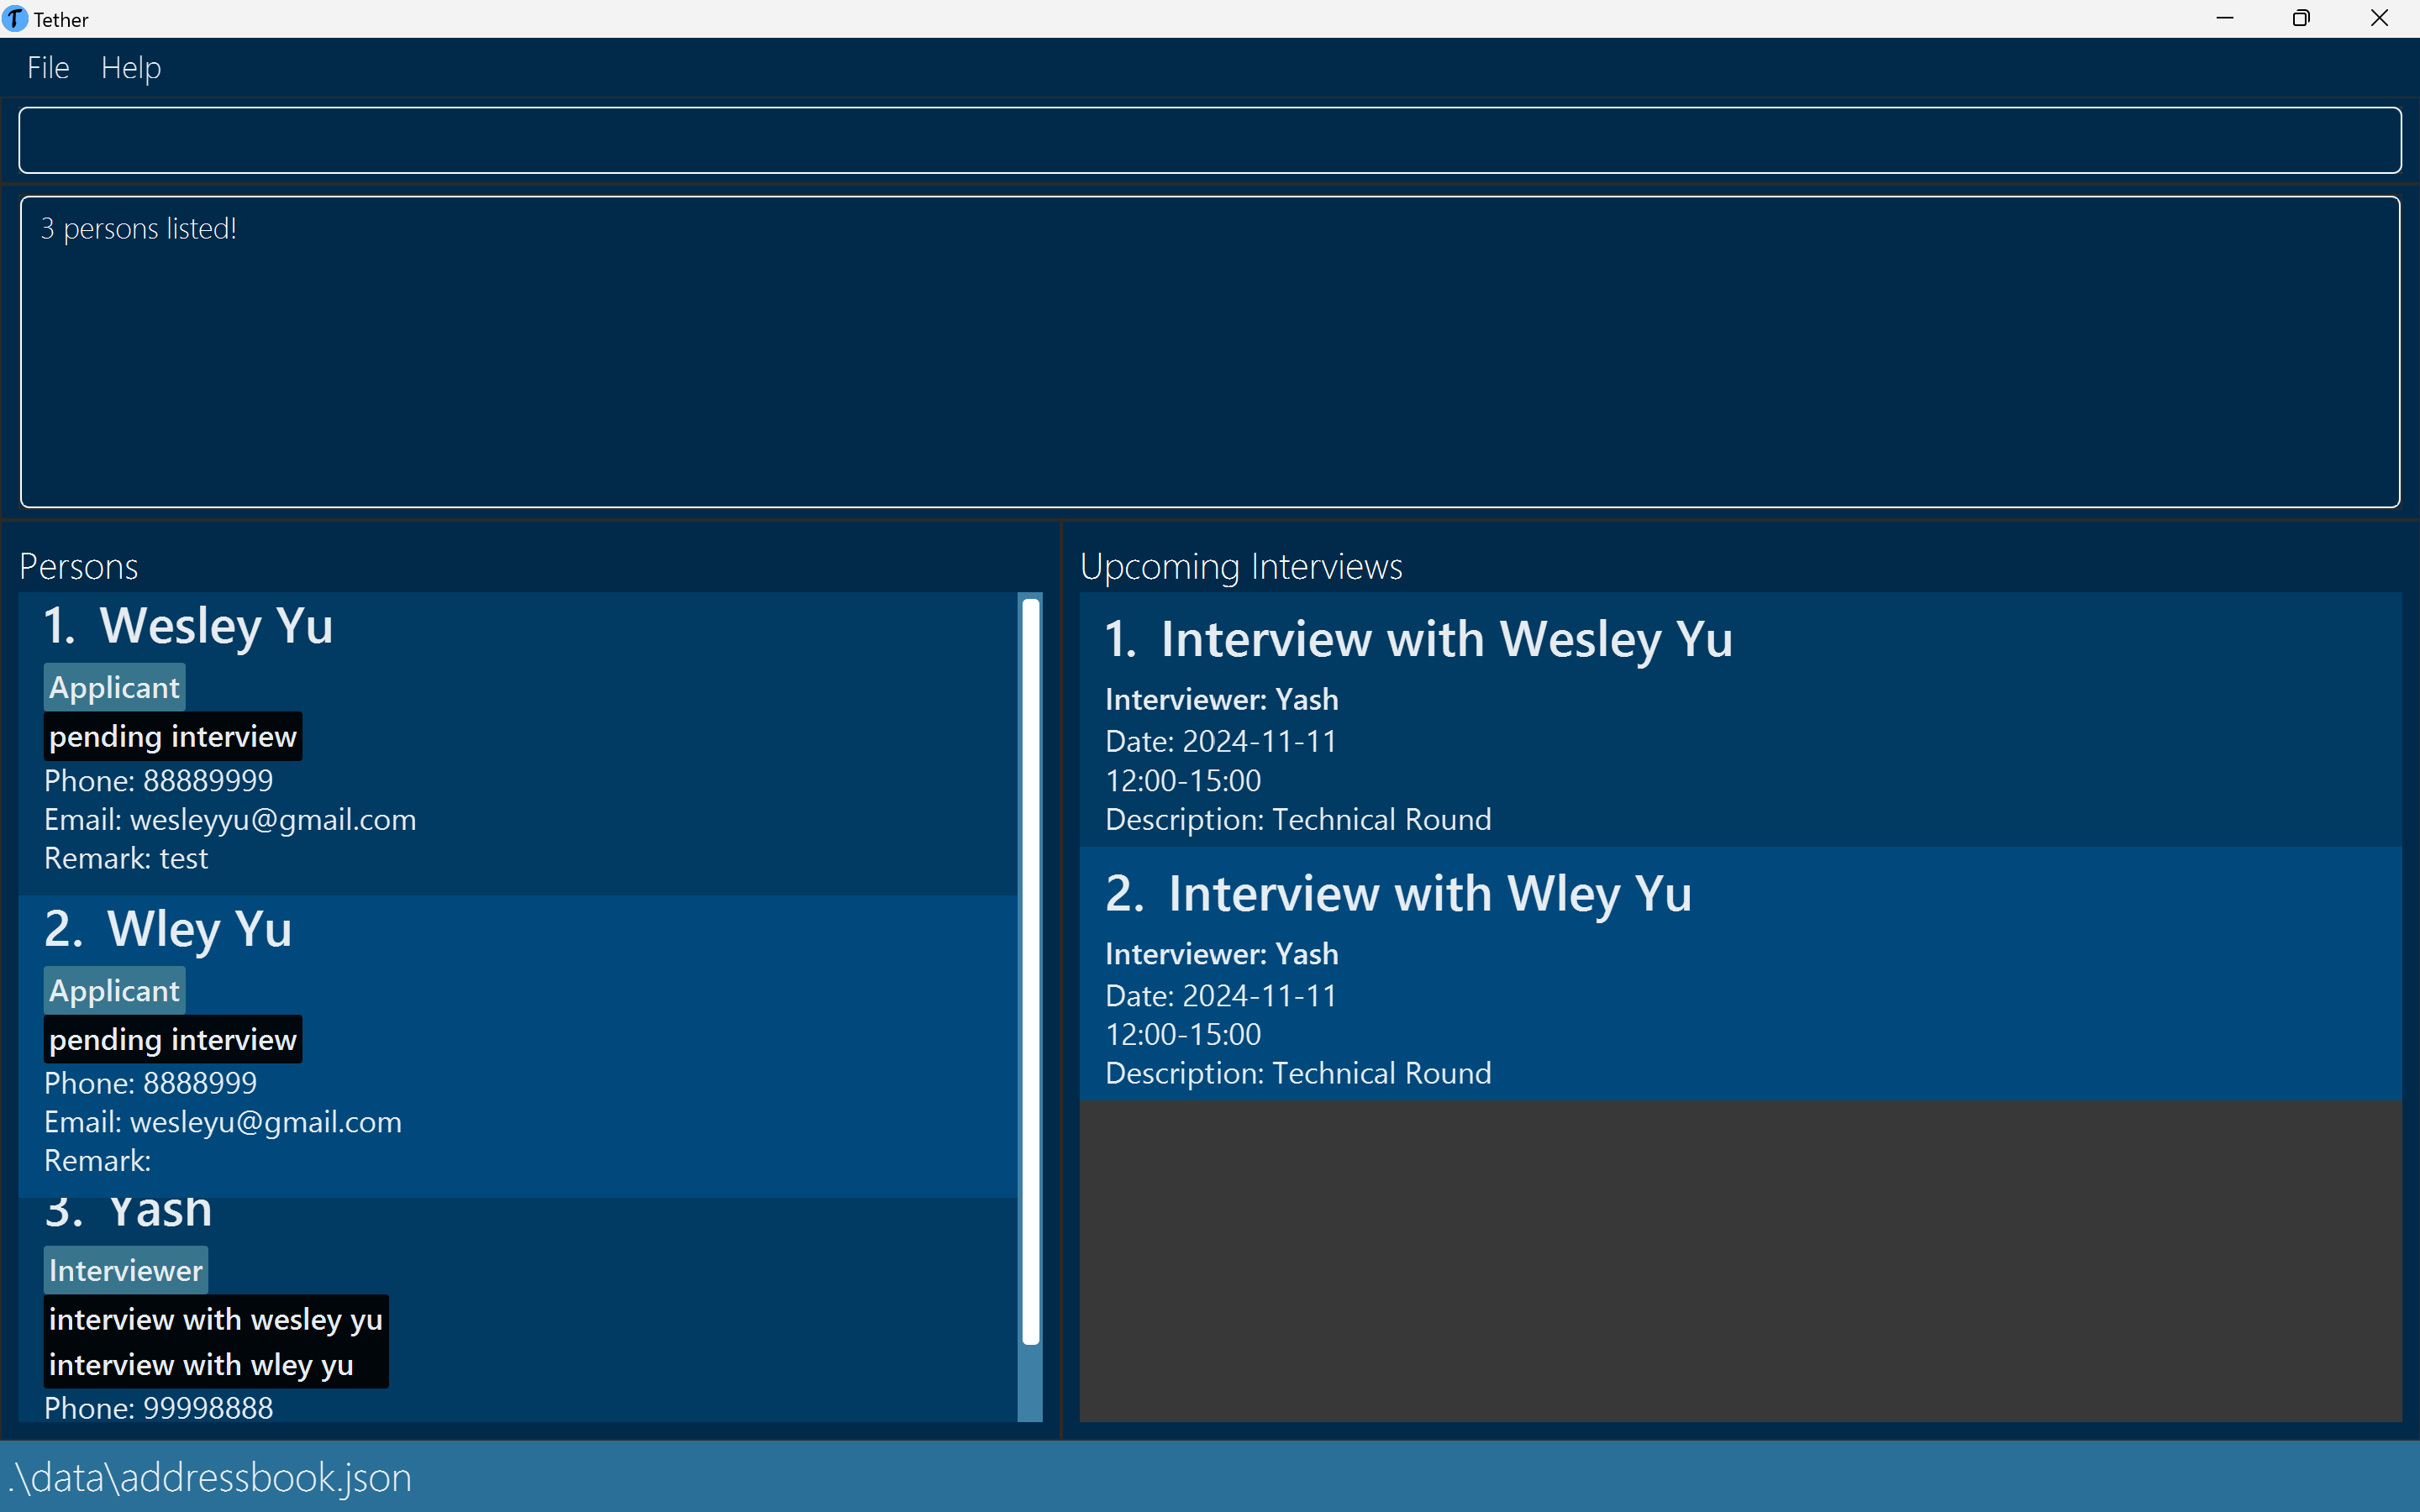 Tether
File Help
3 persons listed!
Persons
1. Wesley Yu
Applicant
pending interview
Phone: 88889999
Email: wesleyyu@gmail.com
Remark: test
2. Wley Yu
Applicant
pending interview
Phone: 8888999
Email: wesleyu@gmail.com
Remark:
3. Yash
Interviewer
interview with wesley yu
interview with wley yu
Phone: 99998888
Upcoming Interviews
1. Interview with Wesley Yu
Interviewer: Yash
Date: 2024-11-11
12:00-15:00
Description: Technical Round
2. Interview with Wley Yu
Interviewer: Yash
Date: 2024-11-11
12:00-15:00
Description: Technical Round
.\data\addressbook.json